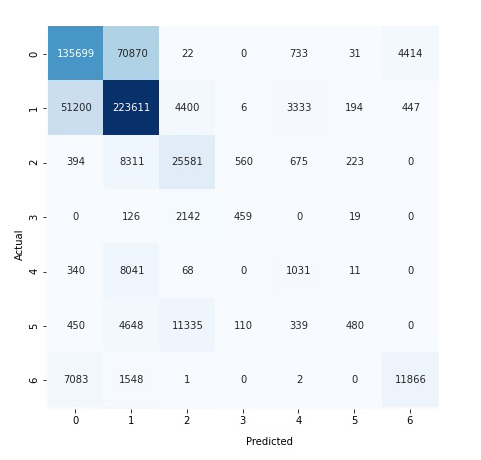 0 135699 70870 22 0 733 31 4414
1 51200 223611 4400 6 3333 194 447
2 394 8311 25581 560 675 223 0
3 0 126 2142 459 0 19 0
Actual
4 340 8041 68 0 1031 11 0
5 450 4648 11335 110 339 480 0
6 7083 1548 1 0 2 0 11866
0 1 2 3 4 5 6
Predicted